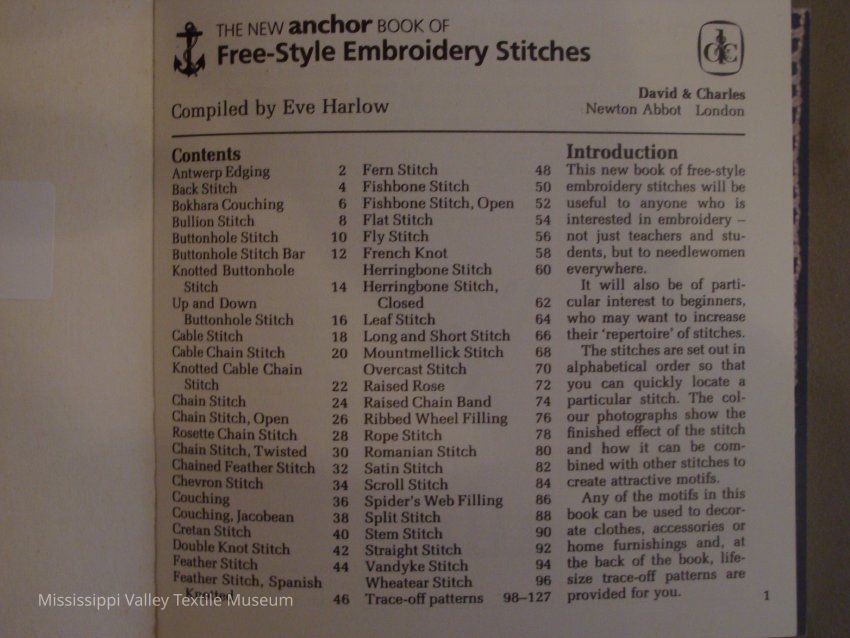 THE NEW anchor BOOK OF
Free-Style Embroidery Stitches
Compiled by Eve Harlow
David & Charles
Newton Abbot London
Contents
Antwerp Edging 2
Back Stitch 4
Bokhara Couching 6
Bullion Stitch 8
Buttonhole Stitch 10
Buttonhole Stitch Bar 12
Knotted Buttonhole
Stitch 14
Up and Down
Buttonhole Stitch 16
Cable Stitch 18
Cable Chain Stitch 20
Knotted Cable Chain
Stitch 22
Chain Stitch 24
Chain Stitch, Open 26
Rosette Chain Stitch 28
Chain Stitch, Twisted 30
Chained Feather Stitch 32
Chevron Stitch 34
Couching 36
Couching, Jacobean 38
Cretan Stitch 40
Double Knot Stitch 42
Feather Stitch 44
Feather Stitch, Spanish
Knotted 46
Fern Stitch 48
Fishbone Stitch 50
Fishbone Stitch, Open 52
Flat Stitch 54
Fly Stitch 56
French Knot 58
Herringbone Stitch 60
Herringbone Stitch,
Closed 62
Leaf Stitch 64
Long and Short Stitch 66
Mountmellick Stitch 68
Overcast Stitch 70
Raised Rose 72
Raised Chain Band 74
Ribbed Wheel Filling 76
Rope Stitch 78
Romanian Stitch 80
Satin Stitch 82
Scroll Stitch 84
Spider's Web Filling 86
Split Stitch 88
Stem Stitch 90
Straight Stitch 92
Vandyke Stitch 94
Wheatear Stitch 96
Trace-off patterns 98–127
Introduction
This new book of free-style
embroidery stitches will be
useful to anyone who is
interested in embroidery –
not just teachers and stu-
dents, but to needlewomen
everywhere.
It will also be of parti-
cular interest to beginners,
who may want to increase
their 'repertoire' of stitches.
The stitches are set out in
alphabetical order so that
you can quickly locate a
particular stitch. The col-
our photographs show the
finished effect of the stitch
and how it can be com-
bined with other stitches to
create attractive motifs.
Any of the motifs in this
book can be used to decor-
ate clothes, accessories or
home furnishings and, at
the back of the book, life-
size trace-off patterns are
provided for you.
1
Mississippi Valley Textile Museum